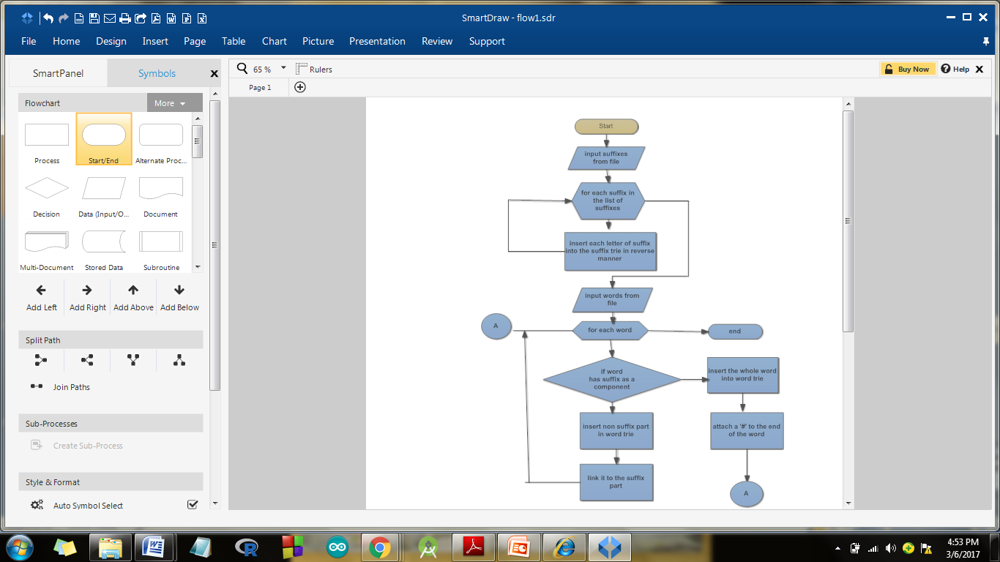 SmartDraw - flow1.sdr
File Home Design Insert Page Table Chart Picture Presentation Review Support
SmartPanel Symbols
65 % Rulers
Buy Now Help
Page 1
Flowchart More
Process Start/End Alternate Proc...
Decision Data (Input/O... Document
Multi-Document Stored Data Subroutine
Add Left Add Right Add Above Add Below
Split Path
Join Paths
Sub-Processes
Create Sub-Process
Style & Format
Auto Symbol Select
Start
input suffixes
from file
for each suffix in
the list of
suffixes
insert each letter of suffix
into the suffix trie in reverse
manner
input words from
file
A
for each word
end
if word
has suffix as a
component
insert the whole word
into word trie
insert non suffix part
in word trie
attach a '#' to the end
of the word
link it to the suffix
part
A
4:53 PM
3/6/2017